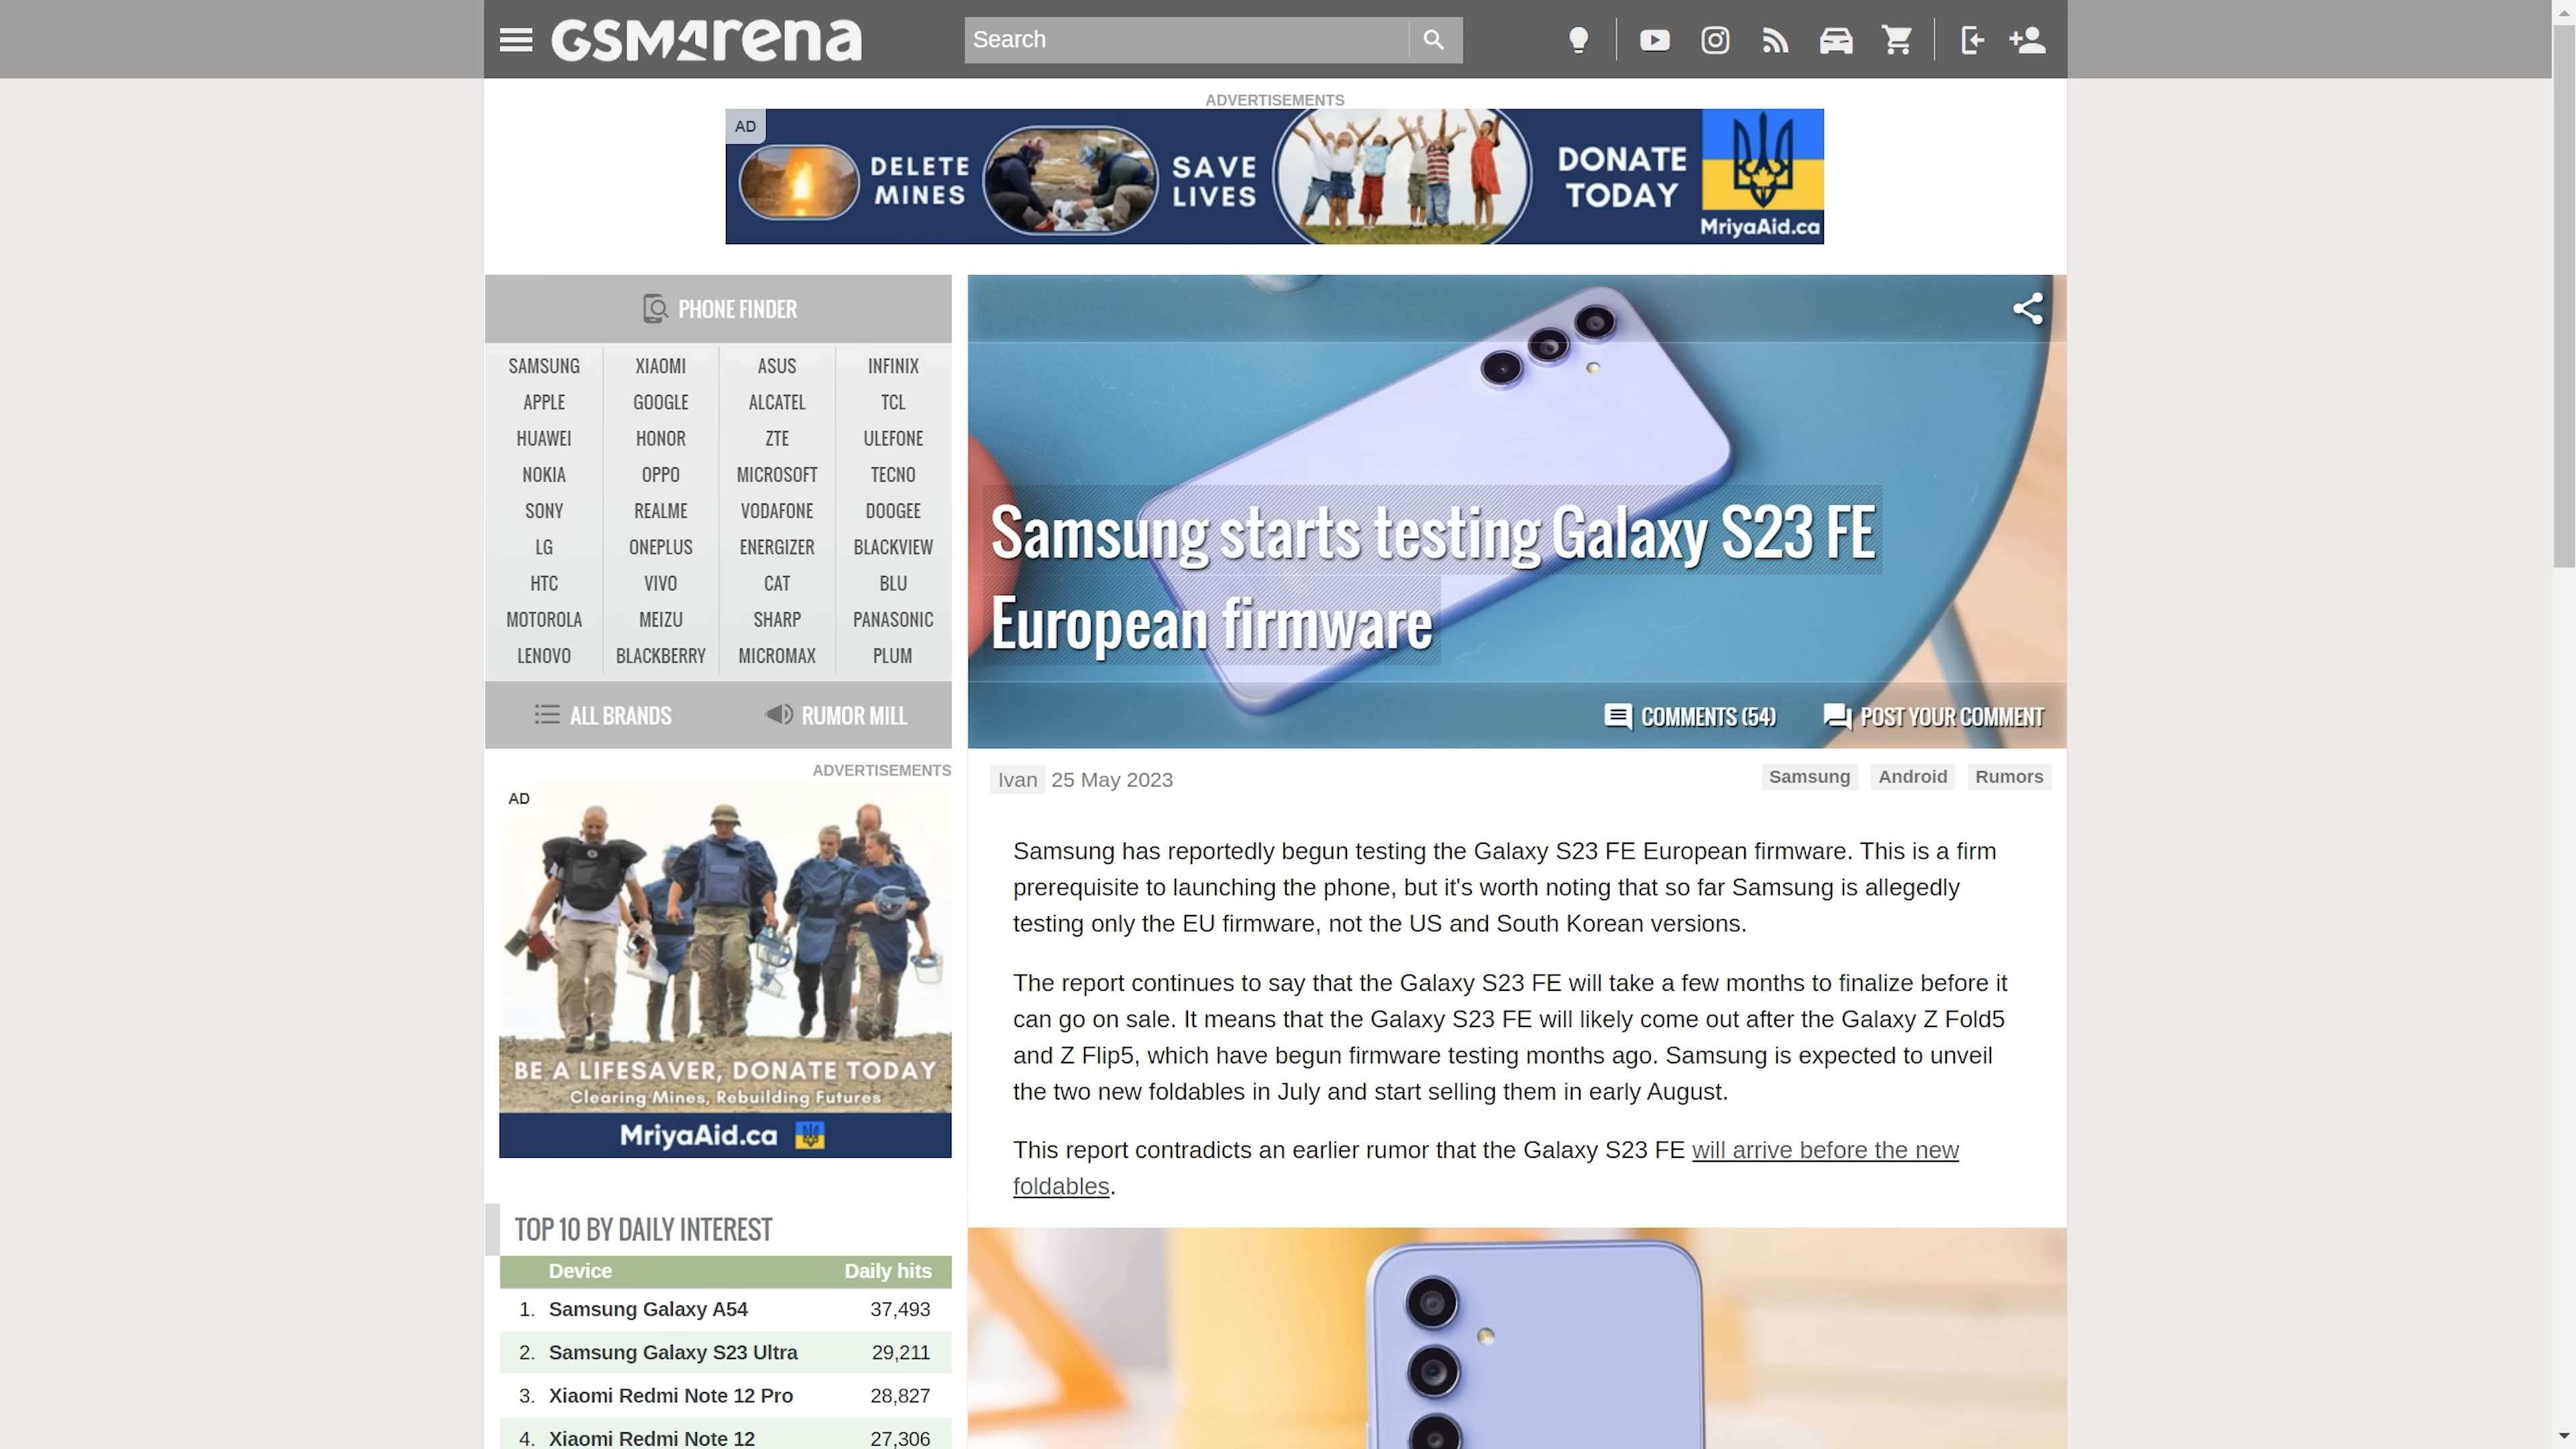 GSMArena
Search
ADVERTISEMENTS
AD
DELETE
MINES
SAVE
LIVES
DONATE
TODAY
MriyaAid.ca
PHONE FINDER
SAMSUNG XIAOMI ASUS INFINIX
APPLE GOOGLE ALCATEL TCL
HUAWEI HONOR ZTE ULEFONE
NOKIA OPPO MICROSOFT TECNO
SONY REALME VODAFONE DOOGEE
LG ONEPLUS ENERGIZER BLACKVIEW
HTC VIVO CAT BLU
MOTOROLA MEIZU SHARP PANASONIC
LENOVO BLACKBERRY MICROMAX PLUM
ALL BRANDS RUMOR MILL
ADVERTISEMENTS
AD
BE A LIFESAVER, DONATE TODAY
Clearing Mines, Rebuilding Futures
MriyaAid.ca
TOP 10 BY DAILY INTEREST
Device Daily hits
1. Samsung Galaxy A54 37,493
2. Samsung Galaxy S23 Ultra 29,211
3. Xiaomi Redmi Note 12 Pro 28,827
4. Xiaomi Redmi Note 12 27,306
Samsung starts testing Galaxy S23 FE
European firmware
COMMENTS (54) POST YOUR COMMENT
Ivan 25 May 2023 Samsung Android Rumors
Samsung has reportedly begun testing the Galaxy S23 FE European firmware. This is a firm
prerequisite to launching the phone, but it's worth noting that so far Samsung is allegedly
testing only the EU firmware, not the US and South Korean versions.
The report continues to say that the Galaxy S23 FE will take a few months to finalize before it
can go on sale. It means that the Galaxy S23 FE will likely come out after the Galaxy Z Fold5
and Z Flip5, which have begun firmware testing months ago. Samsung is expected to unveil
the two new foldables in July and start selling them in early August.
This report contradicts an earlier rumor that the Galaxy S23 FE will arrive before the new
foldables.